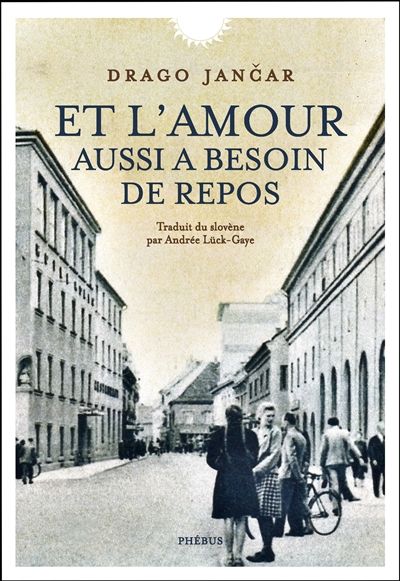 DRAGO JANČAR
ET L'AMOUR
AUSSI A BESOIN
DE REPOS
Traduit du slovène
par Andrée Lück-Gaye
PHÉBUS